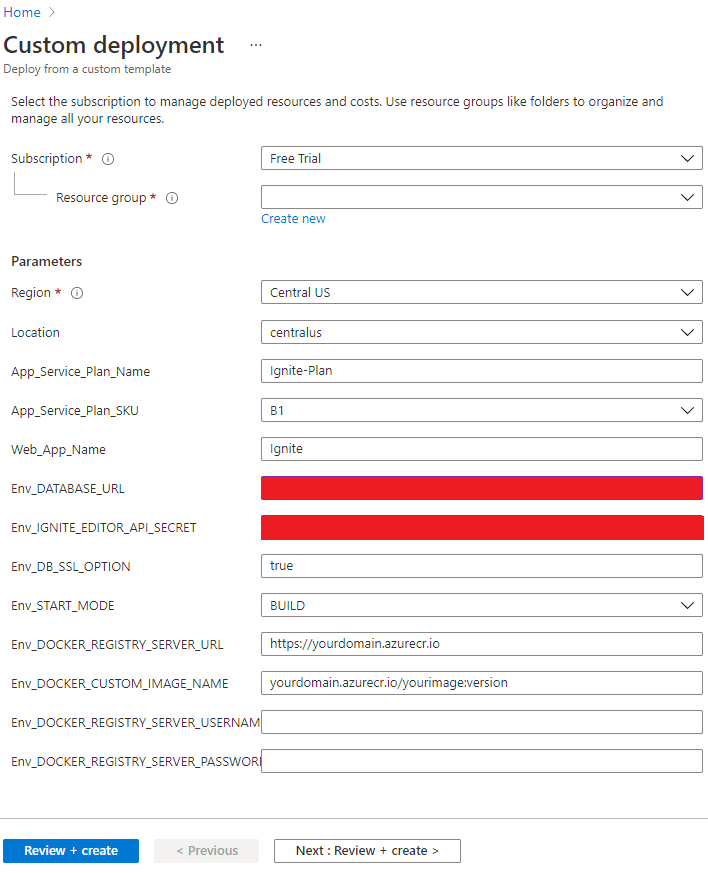 Home >
Custom deployment ...
Deploy from a custom template
Select the subscription to manage deployed resources and costs. Use resource groups like folders to organize and
manage all your resources.
Subscription * Free Trial
Resource group *
Create new
Parameters
Region * Central US
Location centralus
App_Service_Plan_Name Ignite-Plan
App_Service_Plan_SKU B1
Web_App_Name Ignite
Env_DATABASE_URL
Env_IGNITE_EDITOR_API_SECRET
Env_DB_SSL_OPTION true
Env_START_MODE BUILD
Env_DOCKER_REGISTRY_SERVER_URL https://yourdomain.azurecr.io
Env_DOCKER_CUSTOM_IMAGE_NAME yourdomain.azurecr.io/yourimage:version
Env_DOCKER_REGISTRY_SERVER_USERNAM
Env_DOCKER_REGISTRY_SERVER_PASSWOR
Review + create < Previous Next : Review + create >